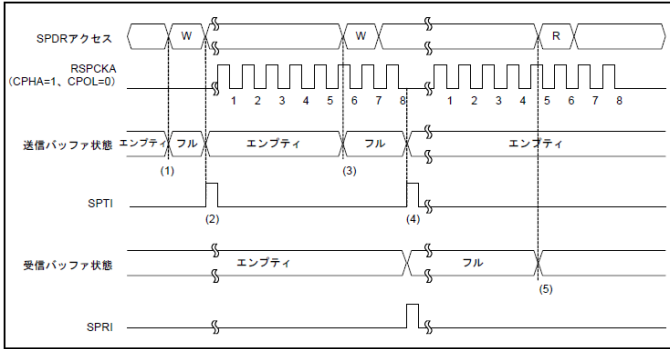 SPDRアクセス W W R
RSPCKA
(CPHA=1、CPOL=0)
1 2 3 4 5 6 7 8 1 2 3 4 5 6 7 8
送信バッファ状態 エンプティ フル エンプティ フル エンプティ
(1) (3)
SPTI
(2) (4)
受信バッファ状態 エンプティ フル
(5)
SPRI